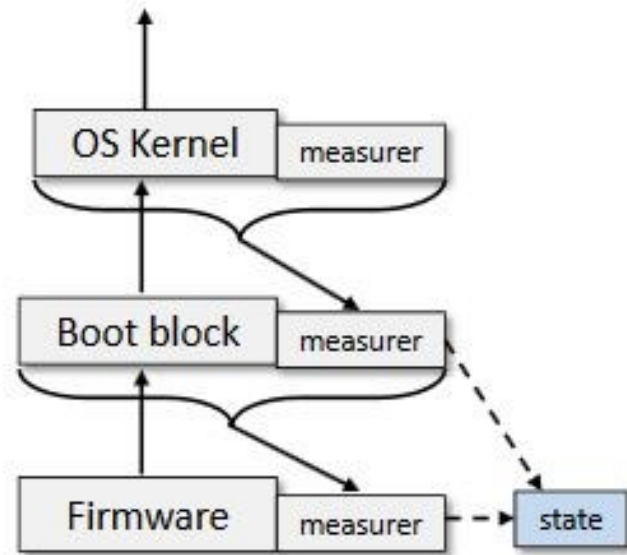 OS Kernel measurer
Boot block measurer
Firmware measurer state